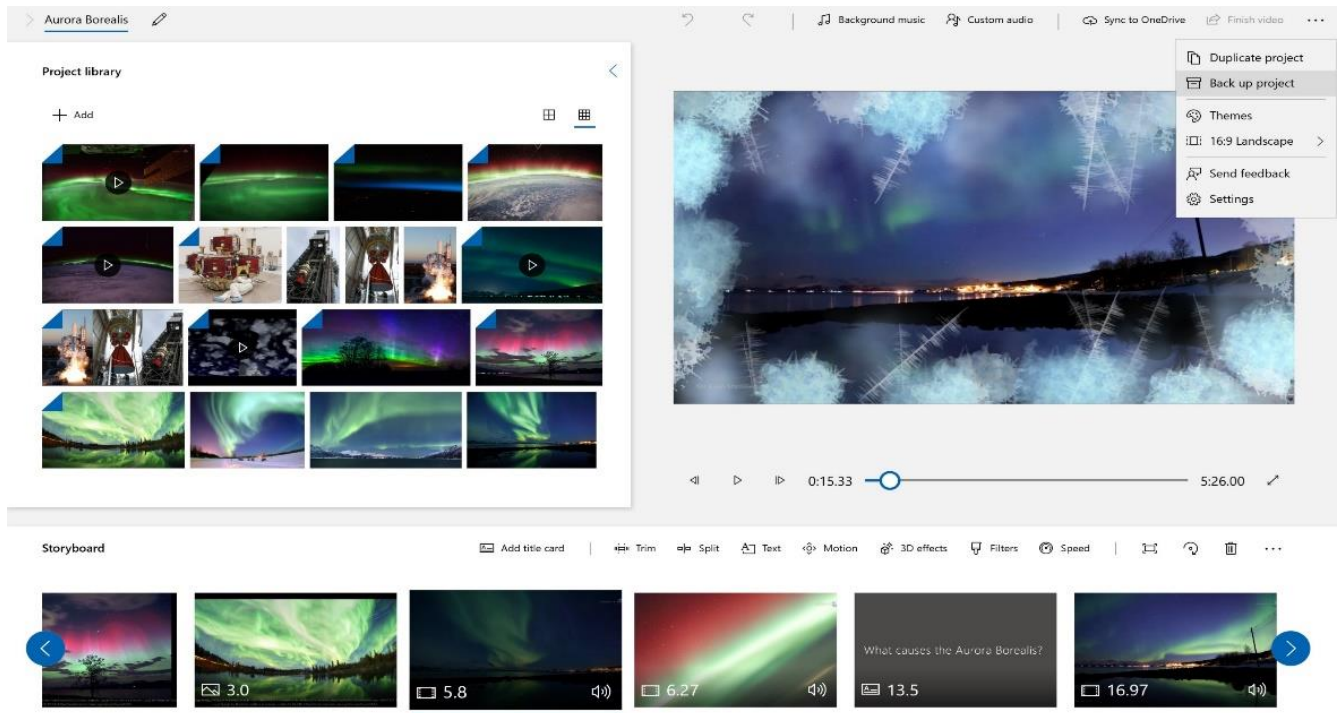 Aurora Borealis
Background music
Custom audio
Sync to OneDrive
Finish video
Duplicate project
Back up project
Themes
16:9 Landscape
Send feedback
Settings
Project library
Add
0:15.33
5:26.00
Storyboard
Add title card
Trim
Split
Text
Motion
3D effects
Filters
Speed
3.0
5.8
6.27
What causes the Aurora Borealis?
13.5
16.97